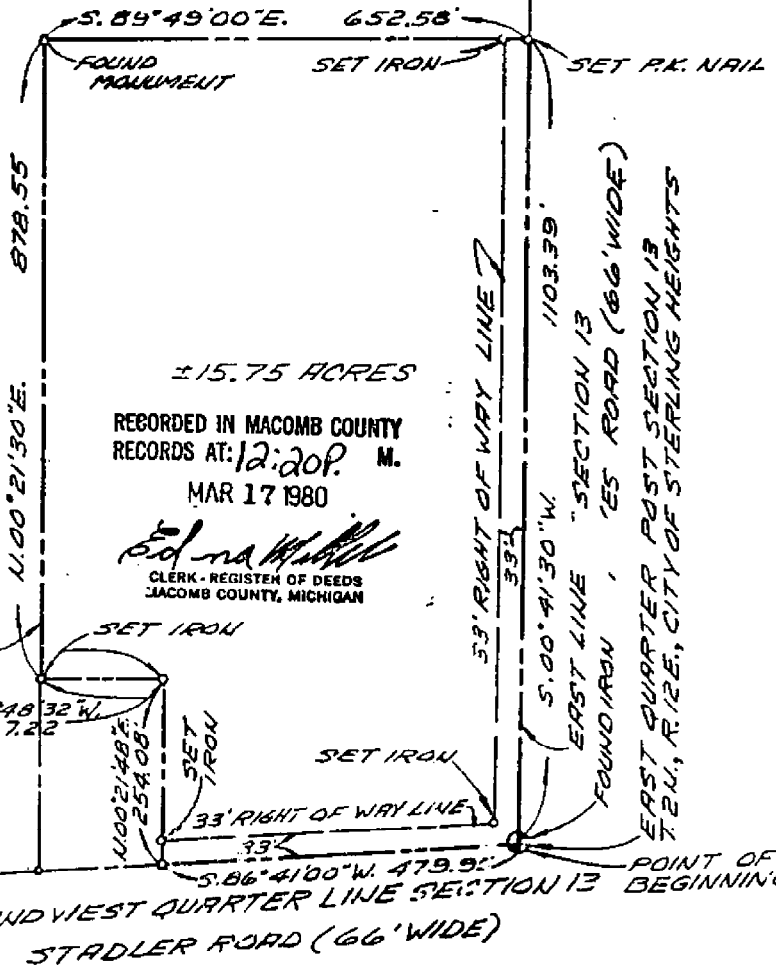 S. 89°49'00"E. 652.58'
FOUND
MONUMENT
SET IRON
SET P.K. NAIL
878.55
N.00°21'30"E.
1103.39'
S.00°41'30"W.
53' RIGHT OF WAY LINE
33'
EAST LINE SECTION 13
FOUND IRON
ES ROAD (66' WIDE)
EAST QUARTER POST SECTION 13
T.2N., R.12E., CITY OF STERLING HEIGHTS
±15.75 ACRES
RECORDED IN MACOMB COUNTY
RECORDS AT: 12:20P. M.
MAR 17 1980
Edna
CLERK - REGISTER OF DEEDS
MACOMB COUNTY, MICHIGAN
SET IRON
48'32"W.
7.22
N.00°21'48"E.
254.08'
SET
IRON
SET IRON
33' RIGHT OF WAY LINE
33'
S.86°41'00"W. 479.9
POINT OF
BEGINNING
QUARTER LINE SECTION 13
STADLER ROAD (66' WIDE)